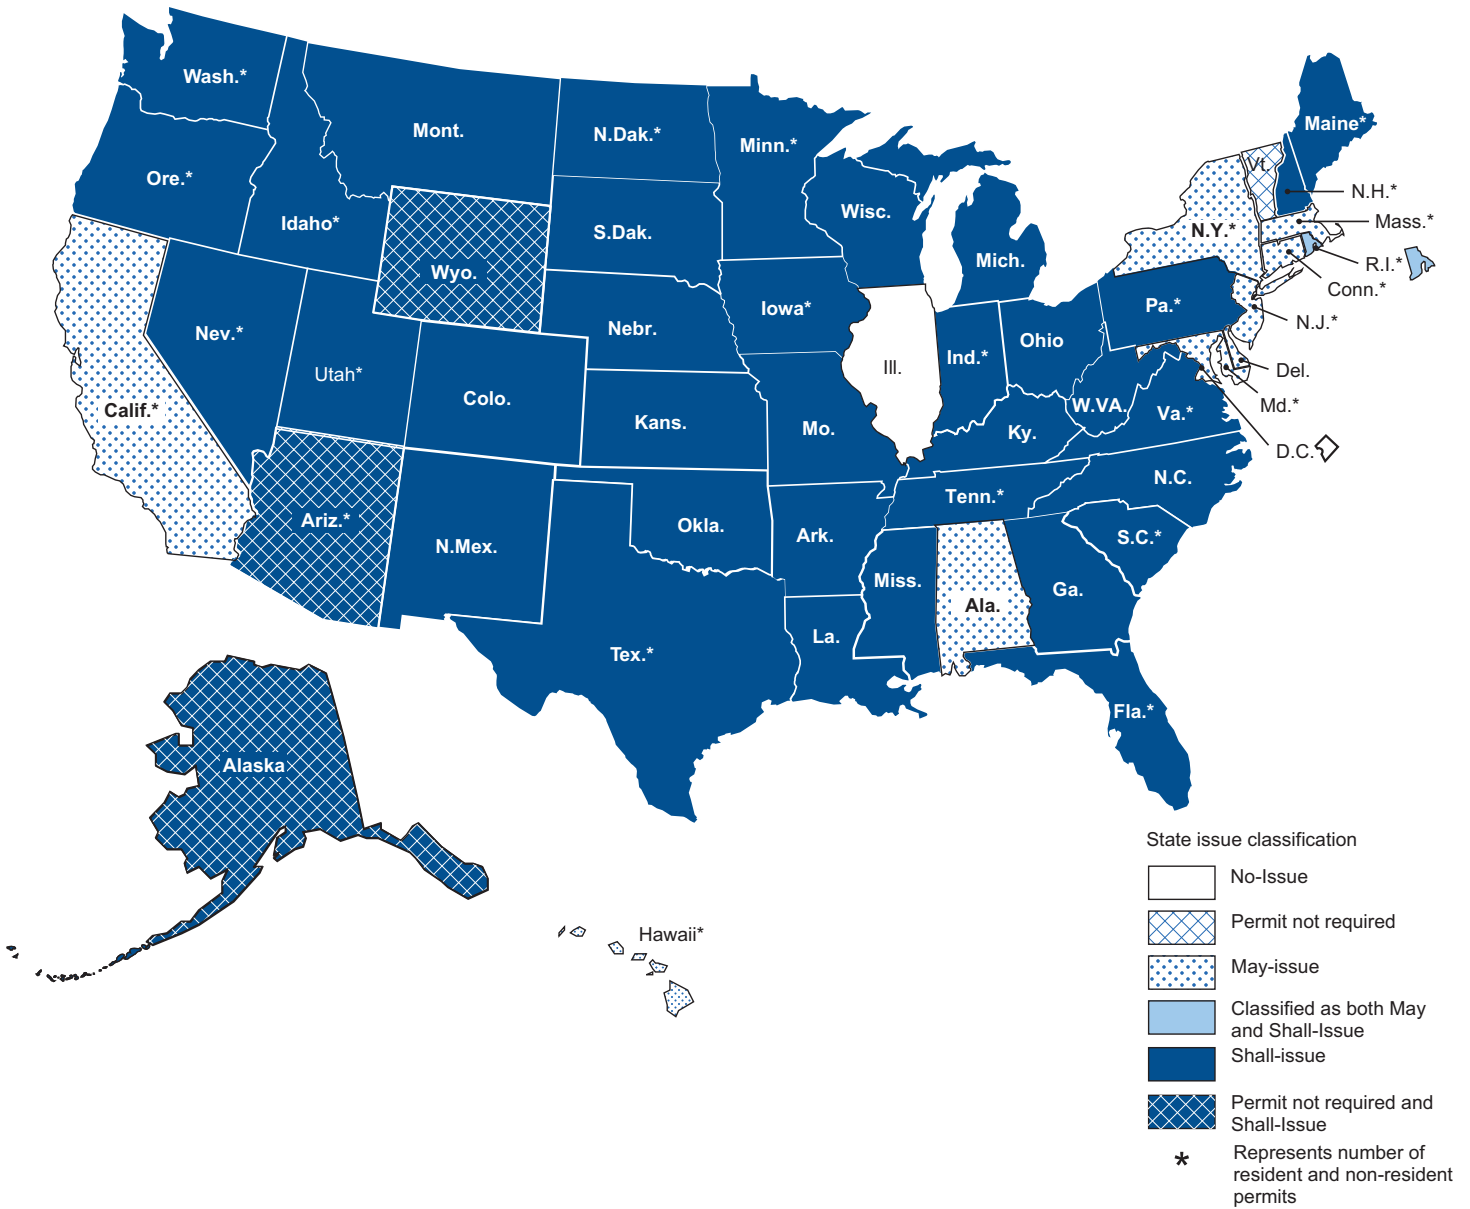 Wash.*
Mont.
N.Dak.*
Minn.*
Maine*
Ore.*
Idaho*
Wyo.
S.Dak.
Wisc.
Mich.
N.Y.*
Vt.
N.H.*
Mass.*
R.I.*
Conn.*
N.J.*
Nev.*
Utah*
Colo.
Nebr.
Iowa*
Ill.
Ind.*
Ohio
Pa.*
Del.
Md.*
D.C.
Calif.*
Kans.
Mo.
Ky.
W.VA.
Va.*
N.C.
Tenn.*
S.C.*
Ariz.*
N.Mex.
Okla.
Ark.
Miss.
Ala.
Ga.
Tex.*
La.
Fla.*
Alaska
Hawaii*
State issue classification
No-Issue
Permit not required
May-issue
Classified as both May
and Shall-Issue
Shall-issue
Permit not required and
Shall-Issue
* Represents number of
resident and non-resident
permits